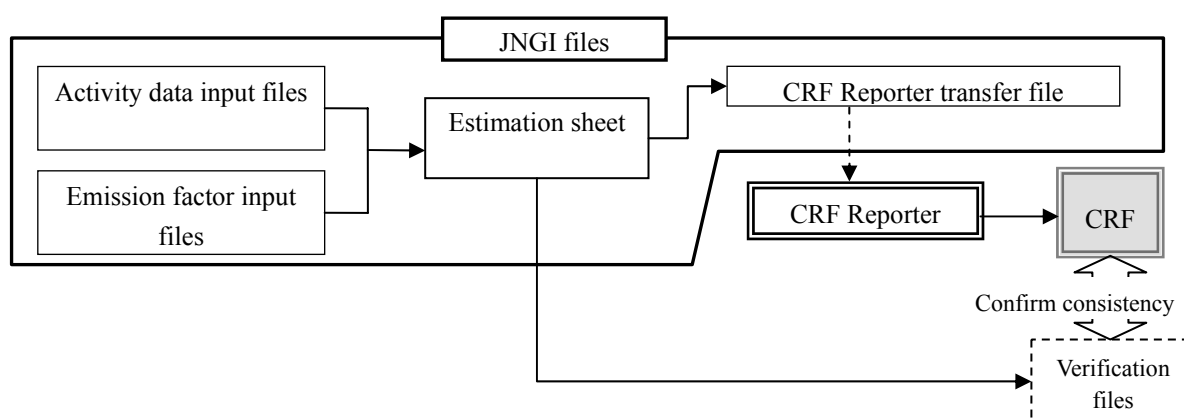 JNGI files
Activity data input files
CRF Reporter transfer file
Estimation sheet
Emission factor input
files
CRF Reporter
CRF
Confirm consistency
Verification
files